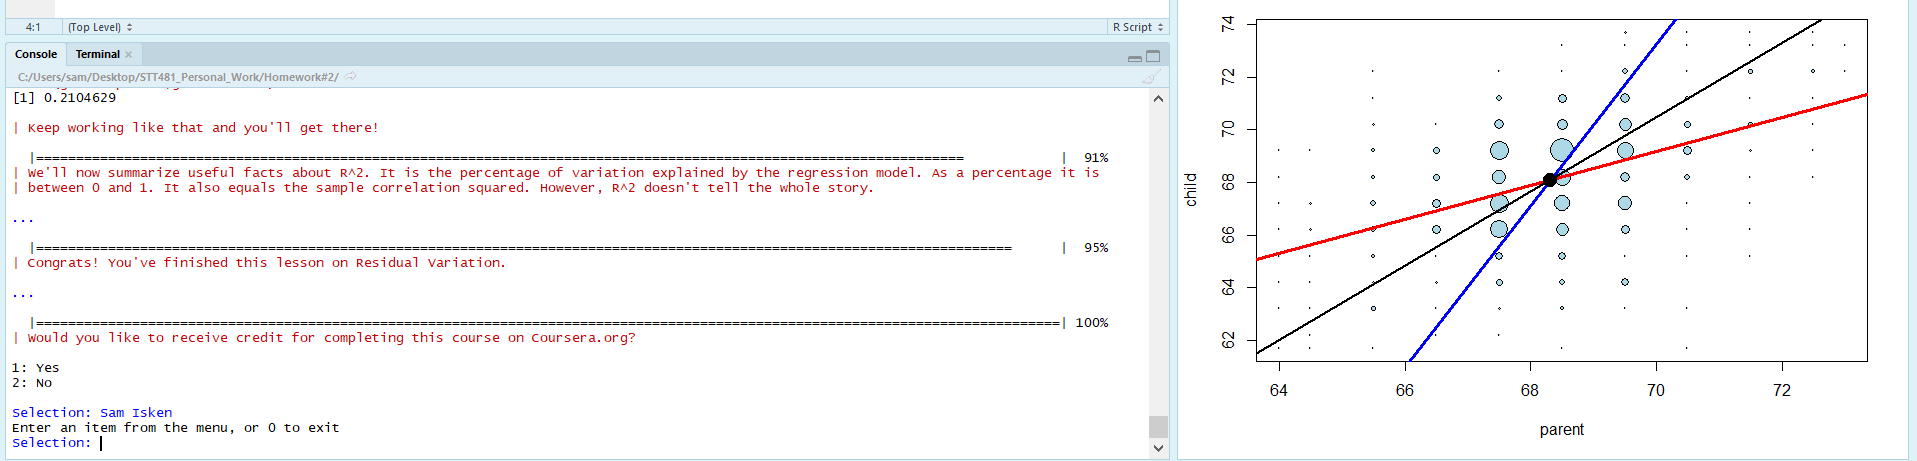 4:1 (Top Level) R Script
Console Terminal
C:/Users/sam/Desktop/STT481_Personal_Work/Homework#2/
[1] 0.2104629
| Keep working like that and you'll get there!
|======================================================================================================================| 91%
| We'll now summarize useful facts about R^2. It is the percentage of variation explained by the regression model. As a percentage it is
| between 0 and 1. It also equals the sample correlation squared. However, R^2 doesn't tell the whole story.
...
|============================================================================================================================| 95%
| Congrats! You've finished this lesson on Residual Variation.
...
|==================================================================================================================================| 100%
| Would you like to receive credit for completing this course on Coursera.org?
1: Yes
2: No
Selection: Sam Isken
Enter an item from the menu, or 0 to exit
Selection:
74
72
70
68
66
64
62
child
64 66 68 70 72
parent